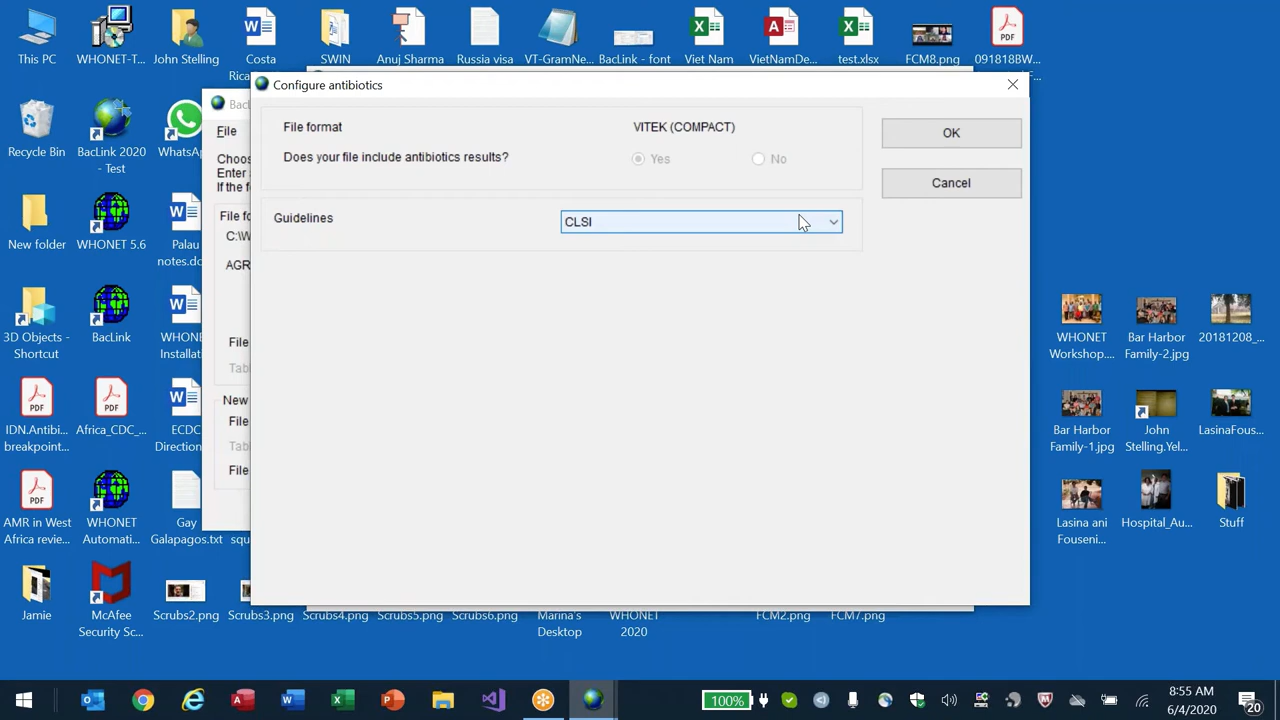 This PC
WHONET-T...
John Stelling
Costa
Rica
SWIN
Anuj Sharma
Russia visa
VT-GramNe...
BacLink - font
Viet Nam
VietNamDe...
test.xlsx
FCM8.png
091818BW...
Recycle Bin
BacLink 2020
- Test
WhatsAp
New folder
WHONET 5.6
Palau
notes.do
3D Objects -
Shortcut
BacLink
WHONE
Installat
IDN.Antibi...
breakpoint...
Africa_CDC_...
ECDC
Direction
AMR in West
Africa revie...
WHONET
Automati...
Gay
Galapagos.txt
squ
Jamie
McAfee
Security Sc...
Scrubs2.png
Scrubs3.png
Scrubs4.png
Scrubs5.png
Scrubs6.png
Marina's
Desktop
WHONET
2020
FCM2.png
FCM7.png
WHONET
Workshop....
Bar Harbor
Family-2.jpg
20181208_...
Bar Harbor
Family-1.jpg
John
Stelling.Yel...
LasinaFous...
Lasina ani
Fouseni...
Hospital_Au...
Stuff
Bac
File
Choos
Enter
If the f
File fo
C:\W
AGR
File
Tabl
New
File
Tab
File
Configure antibiotics
File format
VITEK (COMPACT)
Does your file include antibiotics results?
Yes
No
Guidelines
CLSI
OK
Cancel
100%
8:55 AM
6/4/2020
20